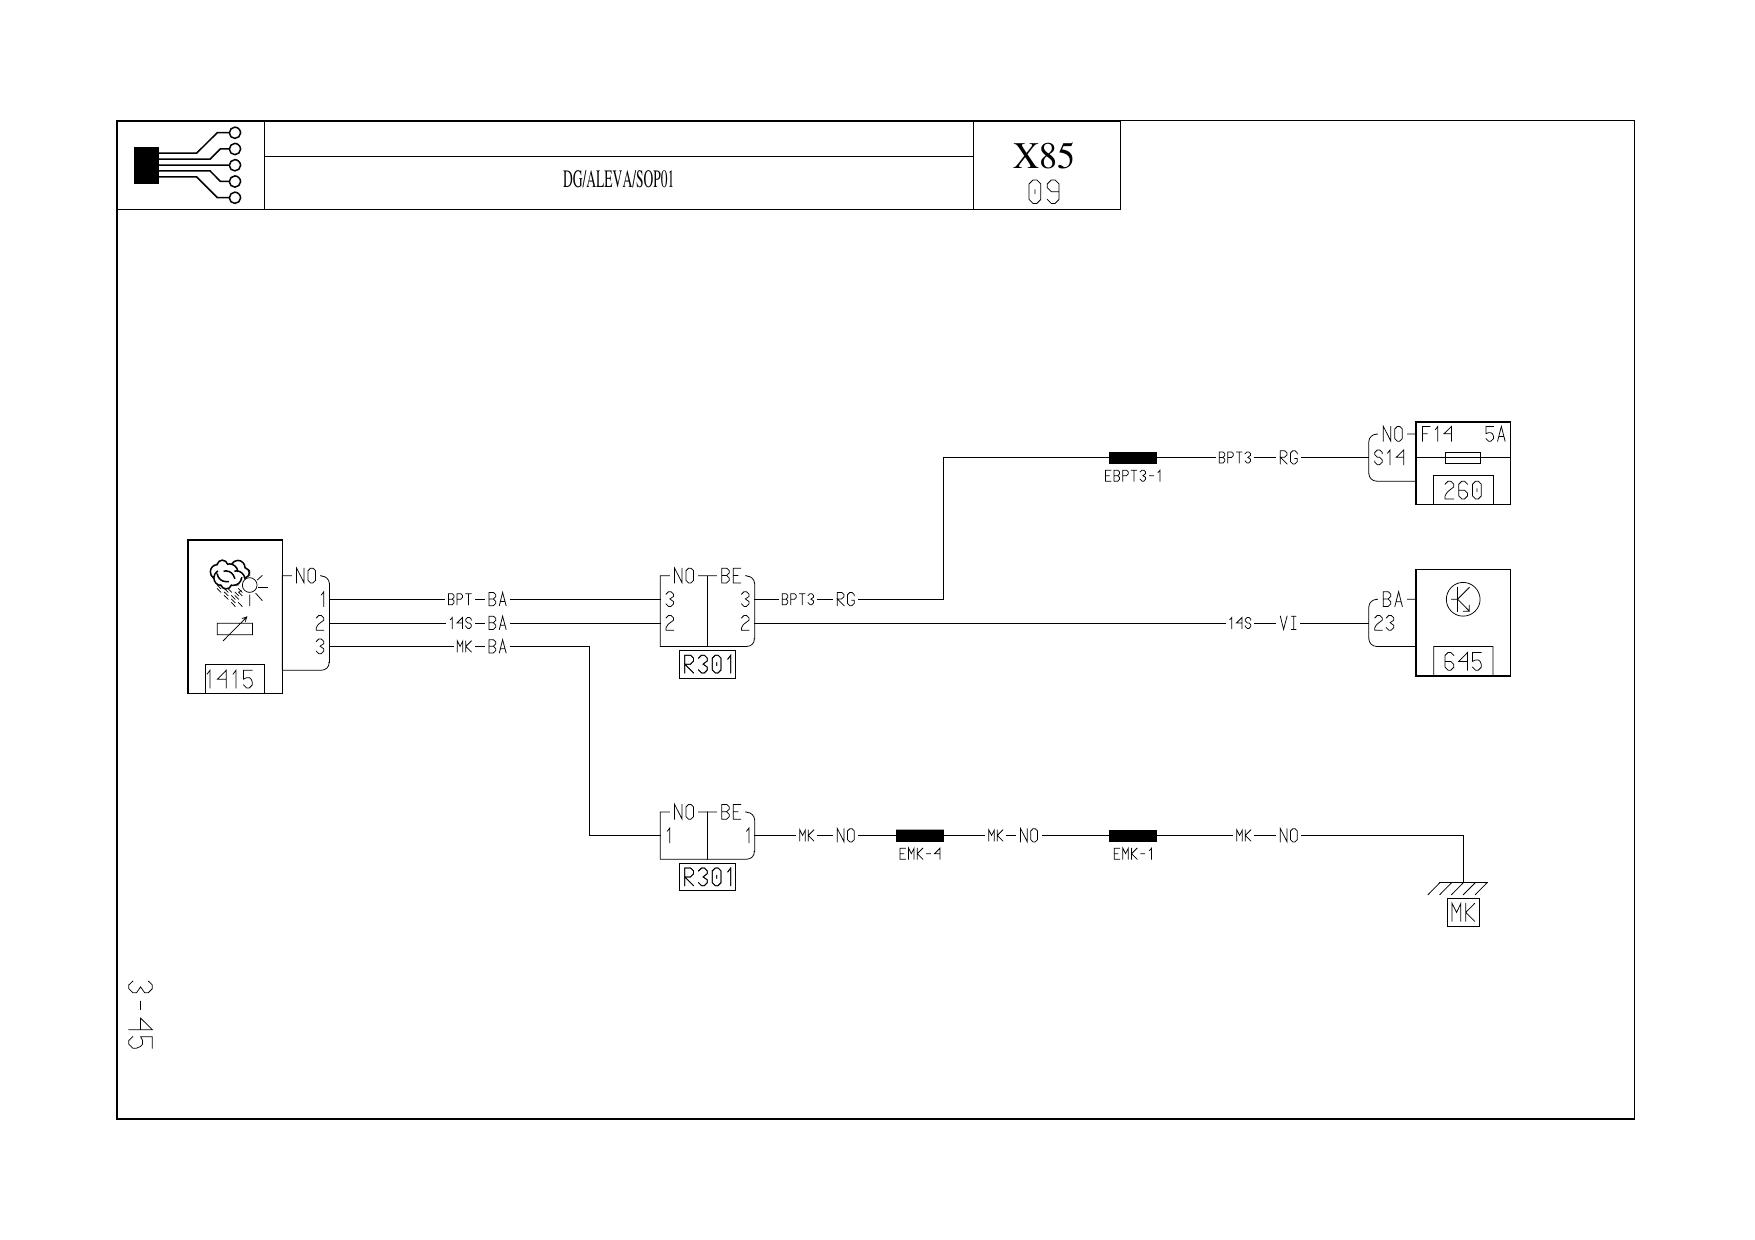 X85
DG/ALEVA/SOP01
09
NO F14 5A
S14
BPT3 RG
EBPT3-1
260
NO
1 BPT BA
2 14S BA
3 MK BA
1415
NO BE
3 3 BPT3 RG
2 2 14S VI
R301
BA
23
645
NO BE
1 1 MK NO MK NO MK NO
EMK-4 EMK-1
R301
MK
3-45